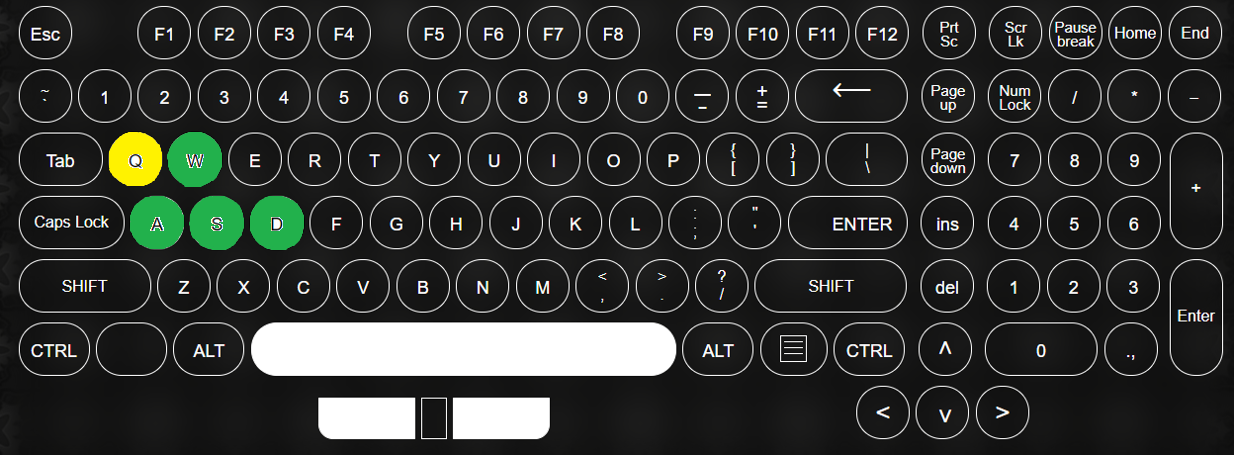 Esc F1 F2 F3 F4 F5 F6 F7 F8 F9 F10 F11 F12 Prt Sc Scr Lk Pause break Home End
~ ` 1 2 3 4 5 6 7 8 9 0 — - + = ← Page up Num Lock / * –
Tab Q W E R T Y U I O P { [ } ] | \ Page down 7 8 9 +
Caps Lock A S D F G H J K L : ; " ' ENTER ins 4 5 6
SHIFT Z X C V B N M < , > . ? / SHIFT del 1 2 3 Enter
CTRL ALT ALT CTRL ^ 0 .,
< v >